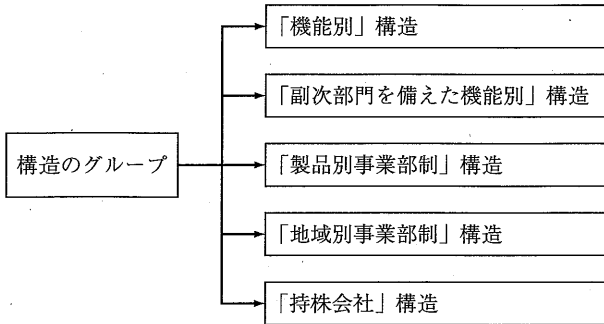 「機能別」構造
「副次部門を備えた機能別」構造
構造のグループ
「製品別事業部制」構造
「地域別事業部制」構造
「持株会社」構造